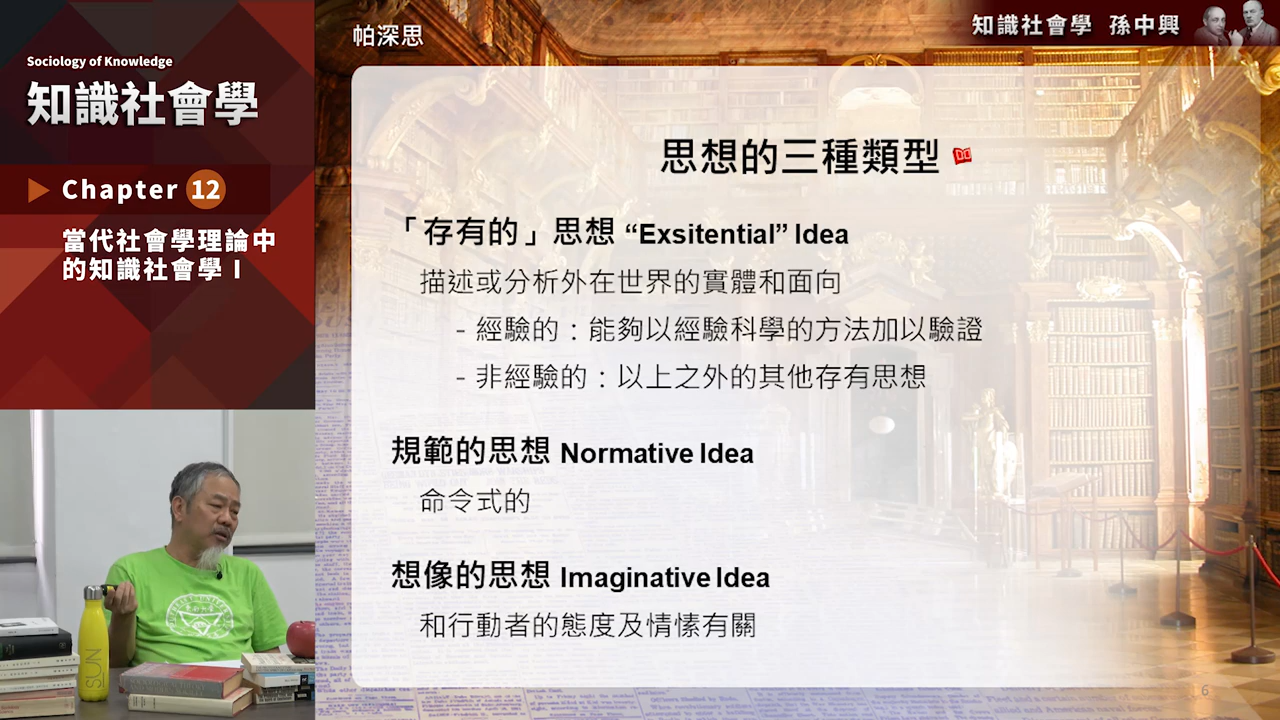 Sociology of Knowledge
知識社會學
Chapter 12
當代社會學理論中
的知識社會學 I
帕深思
知識社會學 孫中興
思想的三種類型
「存有的」思想 “Exsitential” Idea
描述或分析外在世界的實體和面向
- 經驗的：能夠以經驗科學的方法加以驗證
- 非經驗的：以上之外的其他存有思想
規範的思想 Normative Idea
命令式的
想像的思想 Imaginative Idea
和行動者的態度及情愫有關
SUN
6